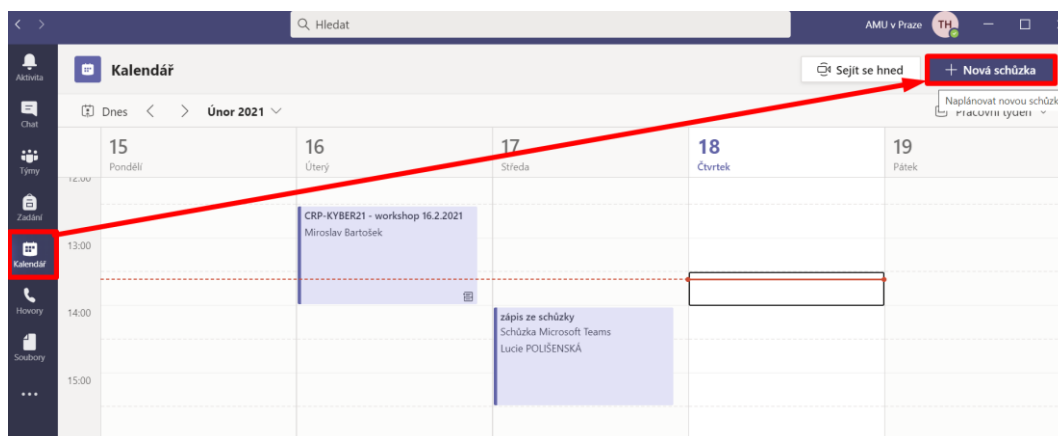 Hledat
AMU v Praze
TH
Aktivita
Chat
Týmy
Zadání
Kalendář
Hovory
Soubory
Kalendář
Sejít se hned
+ Nová schůzka
Naplánovat novou schůzk
Dnes
Únor 2021
Pracovní týden
15
Pondělí
16
Úterý
17
Středa
18
Čtvrtek
19
Pátek
12:00
13:00
14:00
15:00
CRP-KYBER21 - workshop 16.2.2021
Miroslav Bartošek
zápis ze schůzky
Schůzka Microsoft Teams
Lucie POLIŠENSKÁ